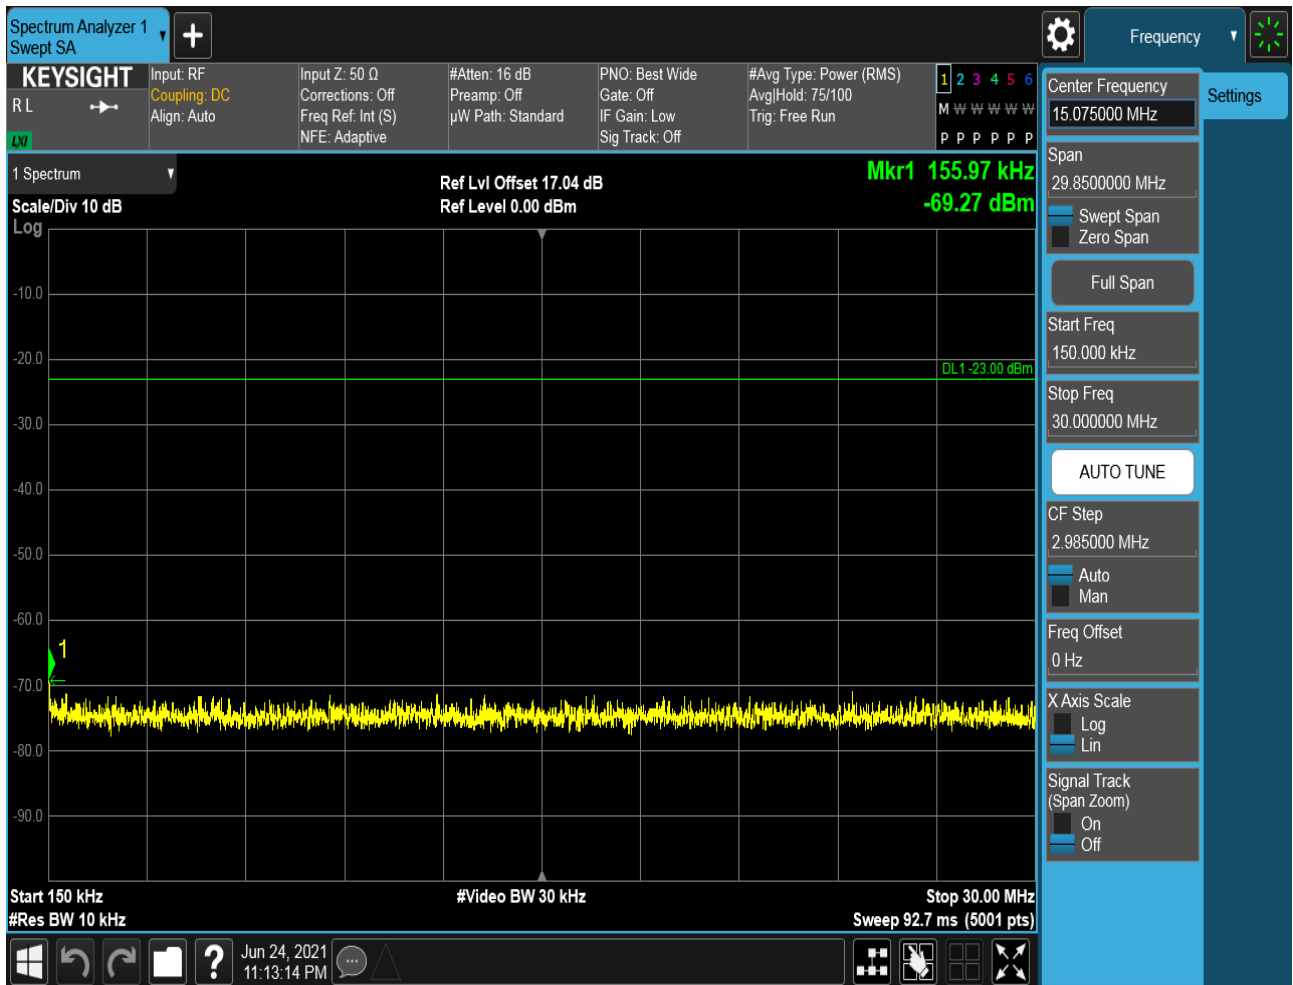 Spectrum Analyzer 1
Swept SA
Frequency
KEYSIGHT
R L
LXI
Input: RF
Coupling: DC
Align: Auto
Input Z: 50 Ω
Corrections: Off
Freq Ref: Int (S)
NFE: Adaptive
#Atten: 16 dB
Preamp: Off
µW Path: Standard
PNO: Best Wide
Gate: Off
IF Gain: Low
Sig Track: Off
#Avg Type: Power (RMS)
Avg|Hold: 75/100
Trig: Free Run
1 2 3 4 5 6
M W W W W W
P P P P P P
1 Spectrum
Scale/Div 10 dB
Log
Ref Lvl Offset 17.04 dB
Ref Level 0.00 dBm
Mkr1 155.97 kHz
-69.27 dBm
-10.0
-20.0
DL1 -23.00 dBm
-30.0
-40.0
-50.0
-60.0
1
-70.0
-80.0
-90.0
Start 150 kHz
#Res BW 10 kHz
#Video BW 30 kHz
Stop 30.00 MHz
Sweep 92.7 ms (5001 pts)
Center Frequency
15.075000 MHz
Settings
Span
29.8500000 MHz
Swept Span
Zero Span
Full Span
Start Freq
150.000 kHz
Stop Freq
30.000000 MHz
AUTO TUNE
CF Step
2.985000 MHz
Auto
Man
Freq Offset
0 Hz
X Axis Scale
Log
Lin
Signal Track
(Span Zoom)
On
Off
?
Jun 24, 2021
11:13:14 PM